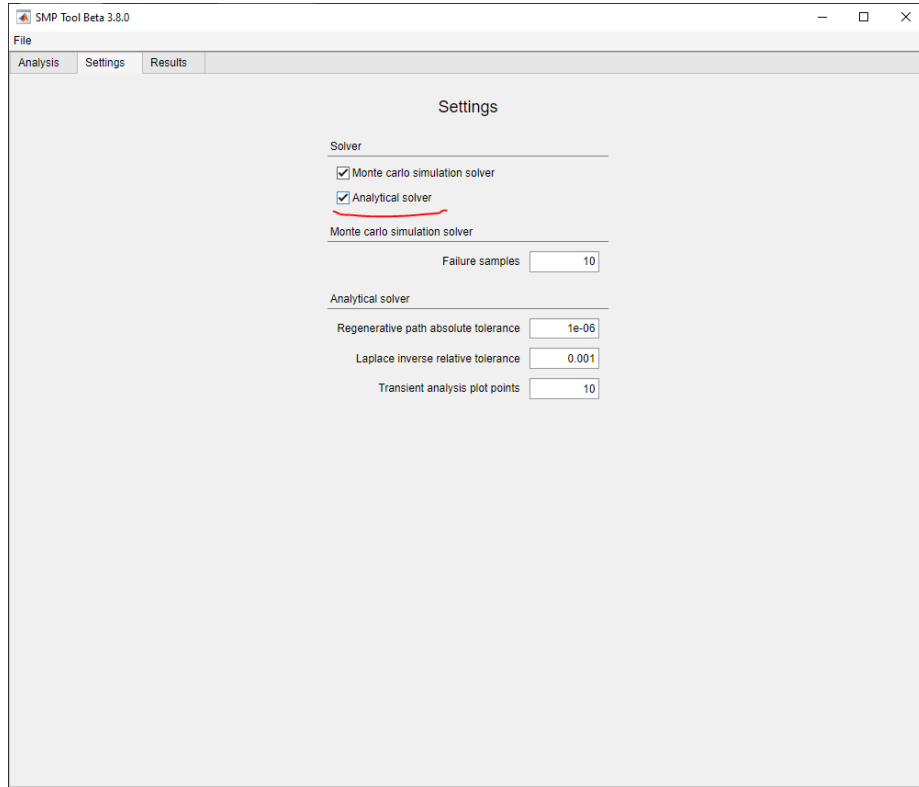 SMP Tool Beta 3.8.0
File
Analysis Settings Results
Settings
Solver
Monte carlo simulation solver
Analytical solver
Monte carlo simulation solver
Failure samples 10
Analytical solver
Regenerative path absolute tolerance 1e-06
Laplace inverse relative tolerance 0.001
Transient analysis plot points 10